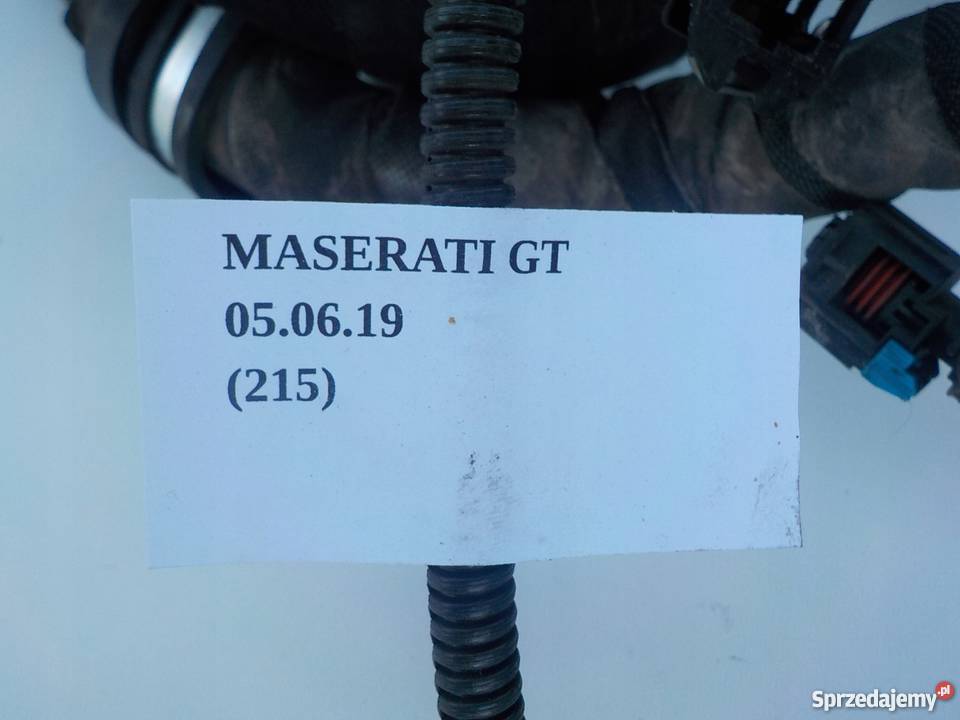 MASERATI GT
05.06.19
(215)
Sprzedajemy.pl